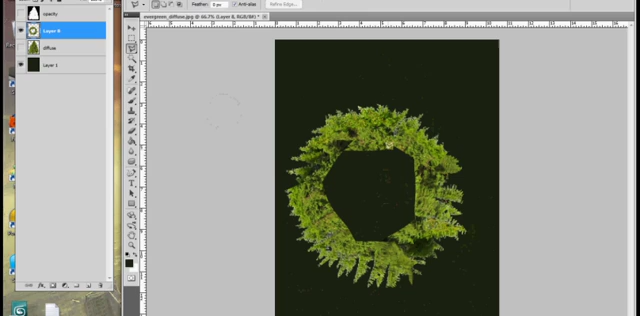 opacity
Layer 6
diffuse
Layer 1
Feather: 0 px
Anti-alias
Refine Edge...
evergreen_diffuse.jpg @ 66.7% (Layer 6, RGB/8#) *